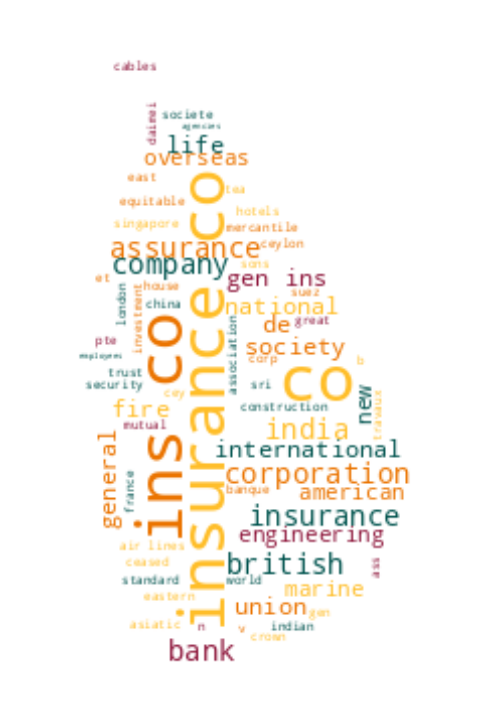 cables
daimei
societe
agencies
life
overseas
east
tea
equitable
hotels
singapore
mercantile
assurance
ceylon
company
sons
et
gen ins
london
investment
house
suez
china
national
insurance co
ins co
de
great
association
pte
society
employees
corp
b
trust
sri
co
security
cey
new
travaux
fire
construction
mutual
india
general
international
france
corporation
banque
american
insurance
engineering
air lines
ceased
british
ass
standard
world
marine
eastern
union
gen
asiatic
n
v
indian
crown
bank